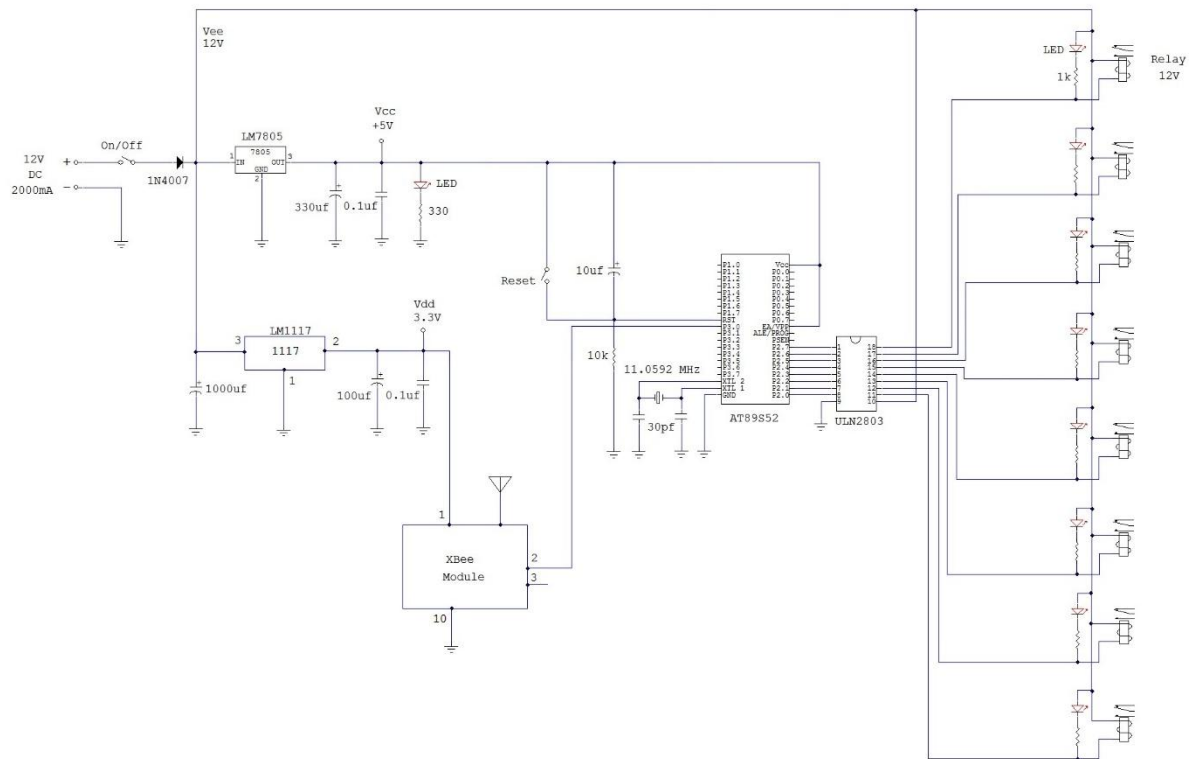 Vee
12V
LED
1k
Relay
12V
12V
DC
2000mA
+
-
On/Off
1N4007
LM7805
7805
IN
OUT
GND
1
3
2
Vcc
+5V
330uf
0.1uf
LED
330
Reset
10uf
10k
LM1117
1117
3
2
1
1000uf
Vdd
3.3V
100uf
0.1uf
XBee
Module
1
2
3
10
11.0592 MHz
30pf
P1.0
P1.1
P1.2
P1.3
P1.4
P1.5
P1.6
P1.7
RST
P3.0
P3.1
P3.2
P3.3
P3.4
P3.5
P3.6
P3.7
XTL 2
XTL 1
GND
Vcc
P0.0
P0.1
P0.2
P0.3
P0.4
P0.5
P0.6
P0.7
EA/VPP
ALE/PROG
PSEN
P2.7
P2.6
P2.5
P2.4
P2.3
P2.2
P2.1
P2.0
AT89S52
1
2
3
4
5
6
7
8
9
18
17
16
15
14
13
12
11
10
ULN2803